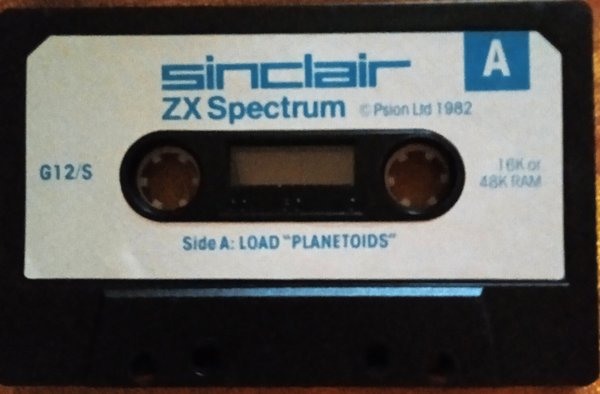 sinclair
A
ZX Spectrum © Psion Ltd 1982
G12/S
16K or
48K RAM
Side A: LOAD "PLANETOIDS"